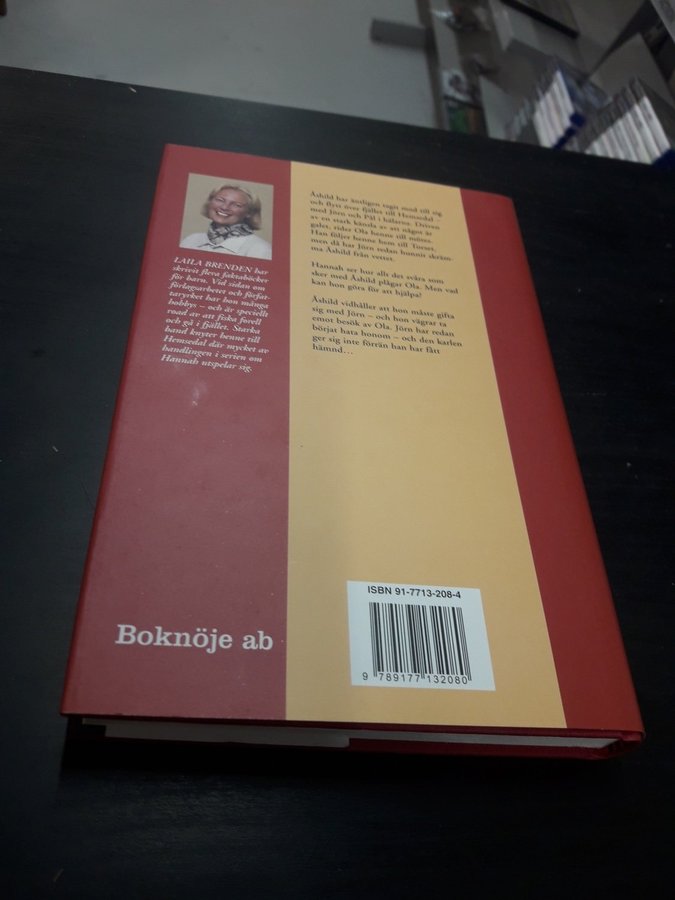 LAILA BRENDEN har
skrivit flera faktaböcker
för barn. Vid sidan om
förlagsarbetet och förfat-
taryrket har hon många
hobbys – och är speciellt
road av att fiska forell
och gå i fjället. Starka
band knyter henne till
Hemsedal där mycket av
handlingen i serien om
Hannah utspelar sig.
Åshild har äntligen tagit mod till sig
och flytt över fjället till Hemsedal –
med Jörn och Pål i hälarna. Driven
av en stark känsla av att något är
galet, rider Ola henne till mötes.
Han följer henne hem till Torset,
men då har Jörn redan hunnit skräm-
ma Åshild från vettet.
Hannah ser hur allt det svåra som
sker med Åshild plågar Ola. Men vad
kan hon göra för att hjälpa?
Åshild vidhåller att hon måste gifta
sig med Jörn – och hon vägrar ta
emot besök av Ola. Jörn har redan
börjat hata honom – och den karlen
ger sig inte förrän han har fått
hämnd...
ISBN 91-7713-208-4
9 789177 132080
Boknöje ab